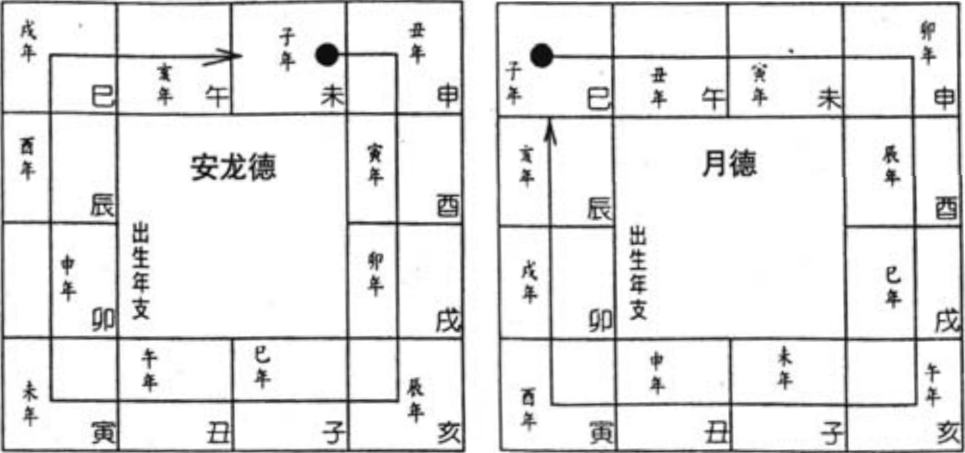 戌年
巳
亥年
午
子年
未
丑年
申
酉年
辰
寅年
酉
申年
卯
卯年
戌
未年
寅
午年
丑
巳年
子
辰年
亥
安龙德
出生年支
子年
巳
丑年
午
寅年
未
卯年
申
亥年
辰
辰年
酉
戌年
卯
巳年
戌
酉年
寅
申年
丑
未年
子
午年
亥
月德
出生年支